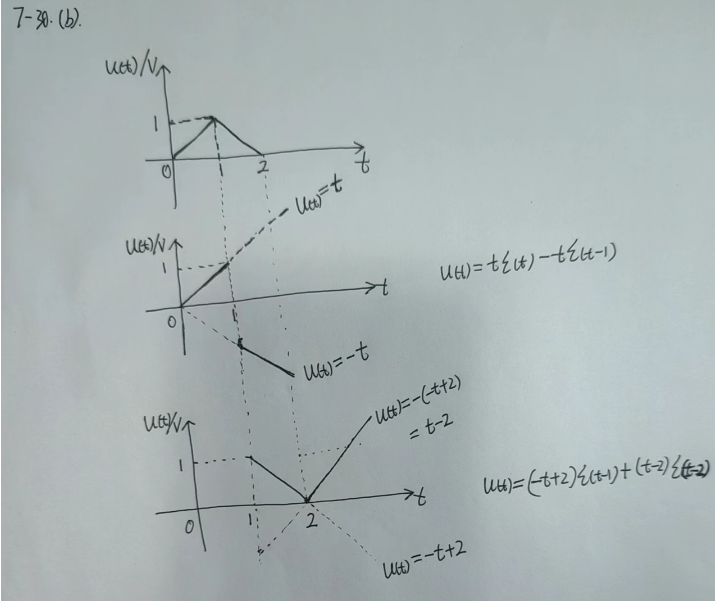 7-30.(b).
u(t)/V
1
0
1
2
t
u(t)=t
u(t)/V
1
0
1
t
u(t)=tε(t)-tε(t-1)
u(t)=-t
u(t)/V
1
0
1
2
t
u(t)=-(-t+2)
=t-2
u(t)=(-t+2)ε(t-1)+(t-2)ε(t-2)
u(t)=-t+2